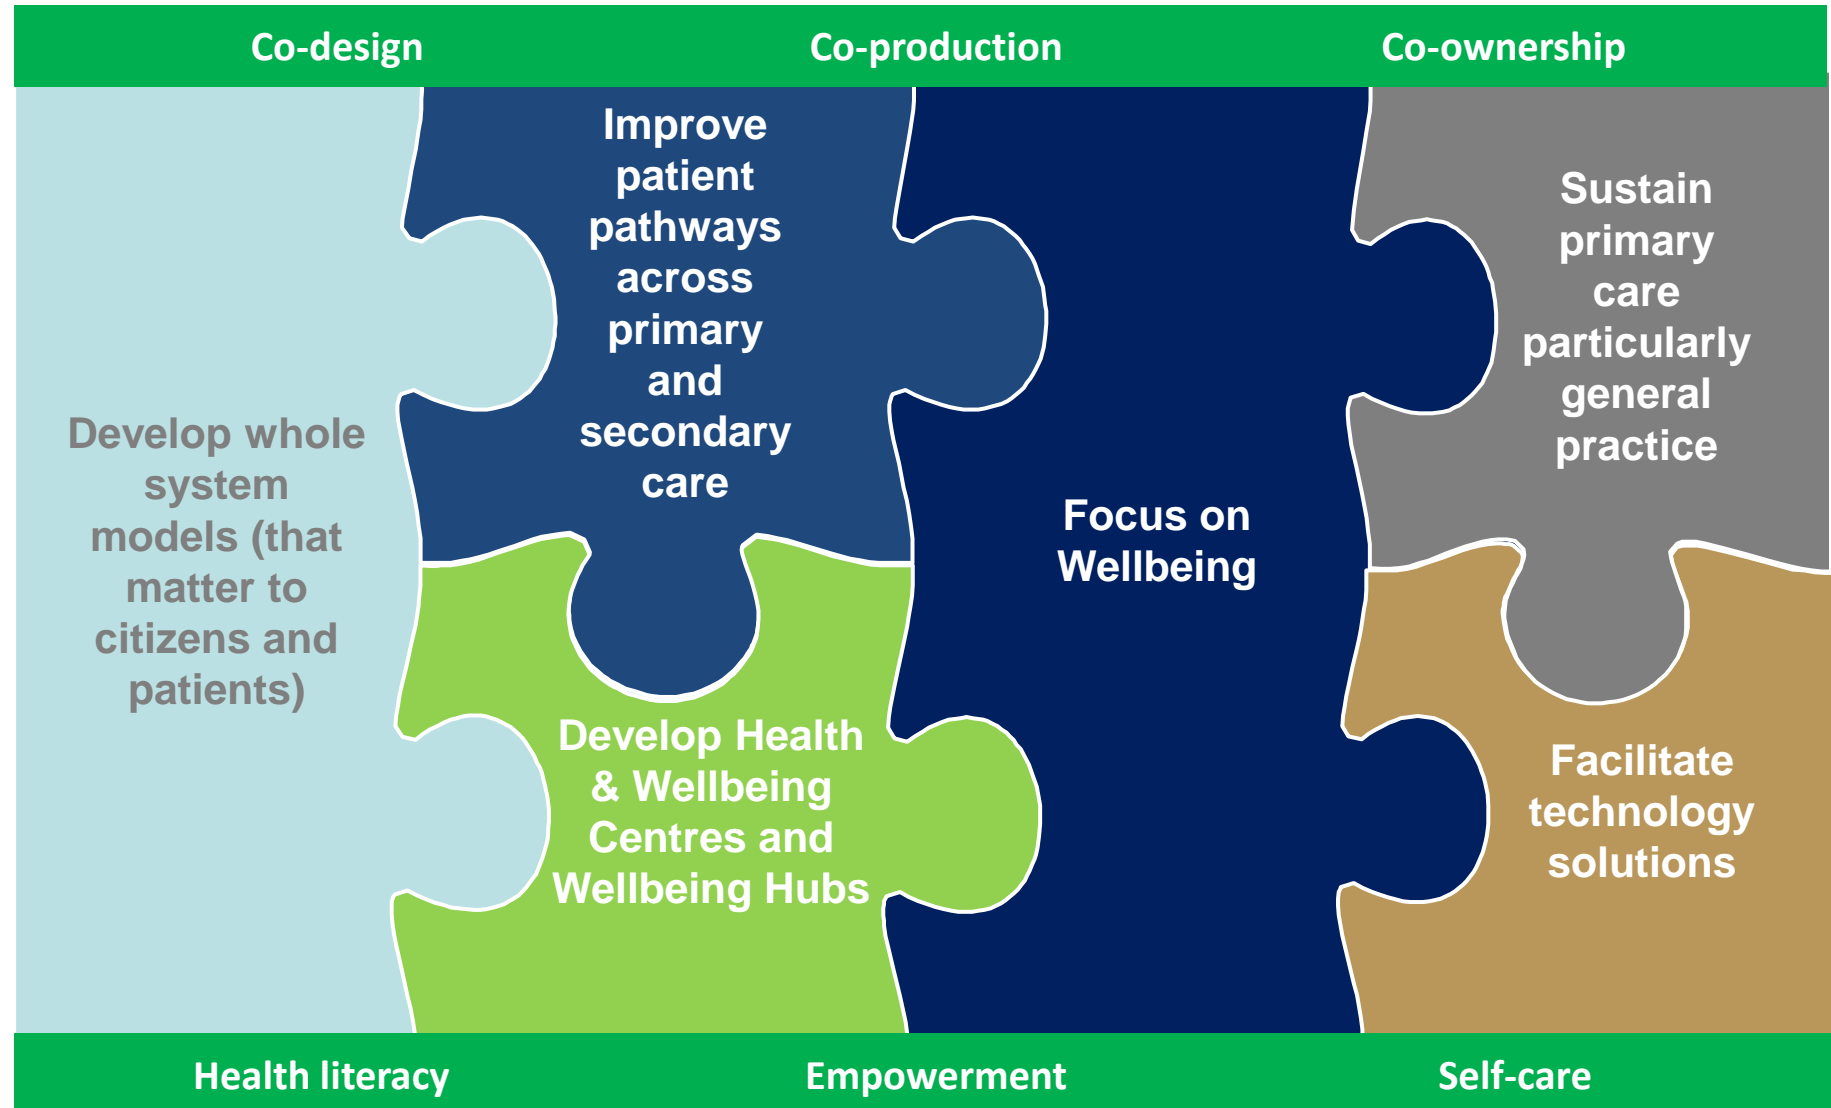 Co-design
Co-production
Co-ownership
Develop whole
system
models (that
matter to
citizens and
patients)
Improve
patient
pathways
across
primary
and
secondary
care
Develop Health
& Wellbeing
Centres and
Wellbeing Hubs
Focus on
Wellbeing
Sustain
primary
care
particularly
general
practice
Facilitate
technology
solutions
Health literacy
Empowerment
Self-care